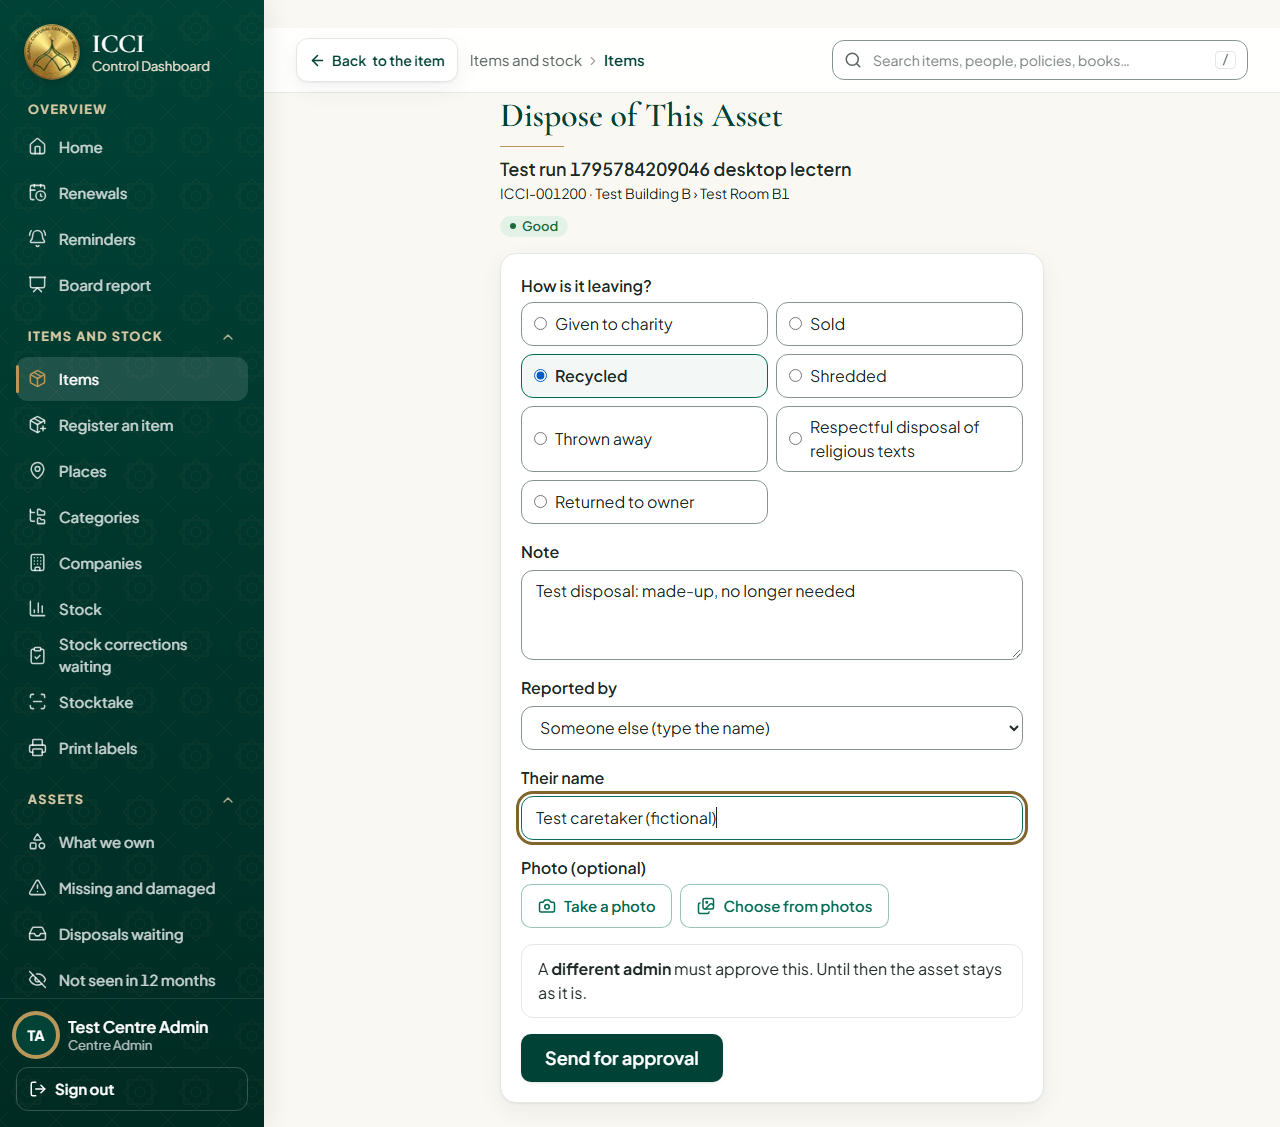 ICCI
Control Dashboard
OVERVIEW
Home
Renewals
Reminders
Board report
ITEMS AND STOCK
Items
Register an item
Places
Categories
Companies
Stock
Stock corrections
waiting
Stocktake
Print labels
ASSETS
What we own
Missing and damaged
Disposals waiting
Not seen in 12 months
TA
Test Centre Admin
Centre Admin
Sign out
Back to the item
Items and stock › Items
Search items, people, policies, books…
/
Dispose of This Asset
Test run 1795784209046 desktop lectern
ICCI-001200 · Test Building B › Test Room B1
Good
How is it leaving?
Given to charity
Sold
Recycled
Shredded
Thrown away
Respectful disposal of
religious texts
Returned to owner
Note
Test disposal: made-up, no longer needed
Reported by
Someone else (type the name)
Their name
Test caretaker (fictional)
Photo (optional)
Take a photo
Choose from photos
A different admin must approve this. Until then the asset stays
as it is.
Send for approval